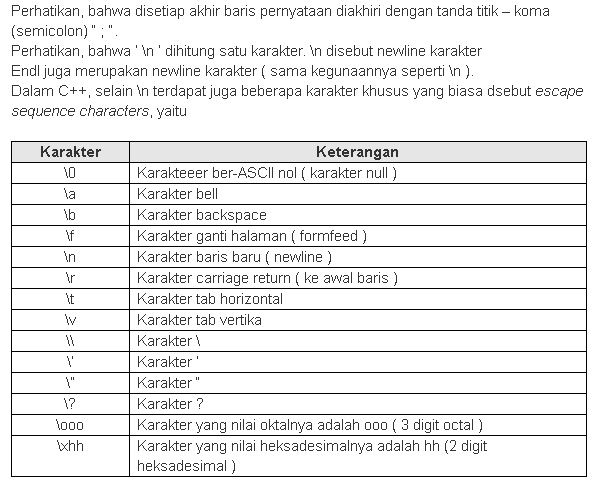 Perhatikan, bahwa disetiap akhir baris pernyataan diakhiri dengan tanda titik – koma
(semicolon) “ ; “.
Perhatikan, bahwa ‘ \n ’ dihitung satu karakter. \n disebut newline karakter
Endl juga merupakan newline karakter ( sama kegunaannya seperti \n ).
Dalam C++, selain \n terdapat juga beberapa karakter khusus yang biasa dsebut escape
sequence characters, yaitu
Karakter Keterangan
\0 Karakteeer ber-ASCII nol ( karakter null )
\a Karakter bell
\b Karakter backspace
\f Karakter ganti halaman ( formfeed )
\n Karakter baris baru ( newline )
\r Karakter carriage return ( ke awal baris )
\t Karakter tab horizontal
\v Karakter tab vertika
\\ Karakter \
\’ Karakter ‘
\” Karakter “
\? Karakter ?
\ooo Karakter yang nilai oktalnya adalah ooo ( 3 digit octal )
\xhh Karakter yang nilai heksadesimalnya adalah hh (2 digit
heksadesimal )